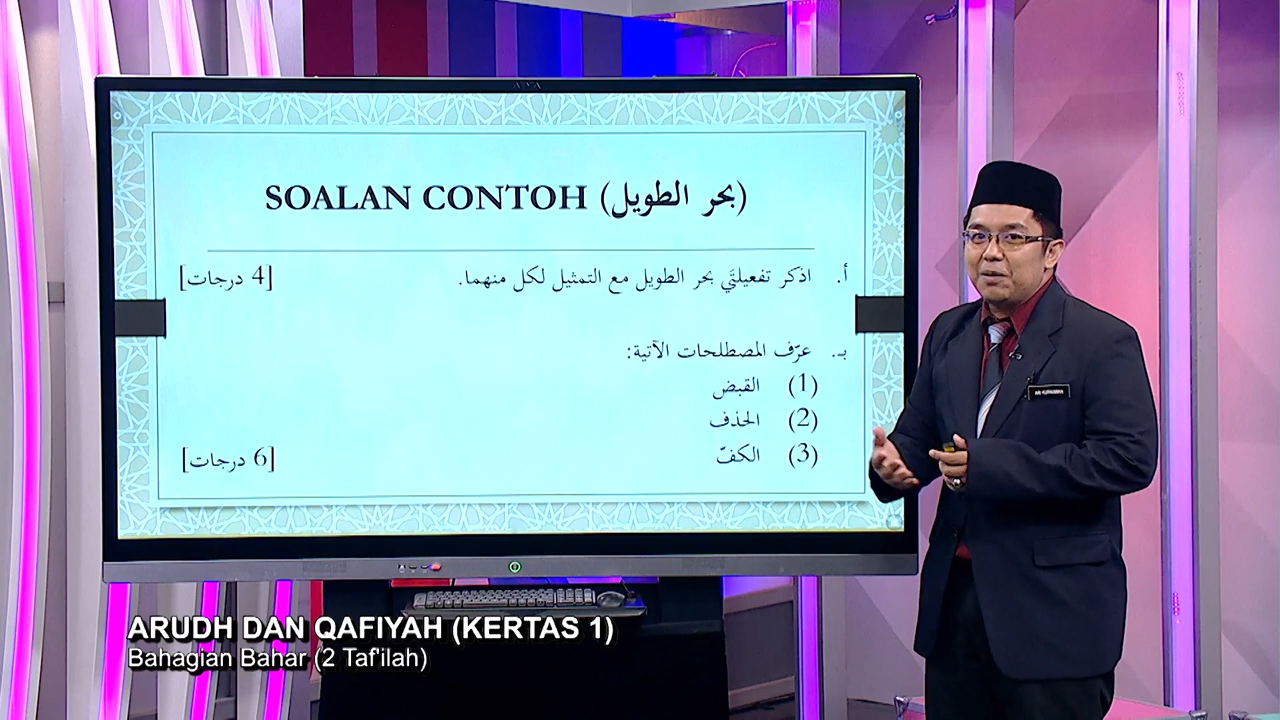 SOALAN CONTOH (بحر الطويل)
أ. اذكر تفعيلتَي بحر الطويل مع التمثيل لكل منهما. [4 درجات]
بـ. عرّف المصطلحات الآتية:
(1) القبض
(2) الحذف
(3) الكفّ [6 درجات]
ARUDH DAN QAFIYAH (KERTAS 1)
Bahagian Bahar (2 Taf'ilah)